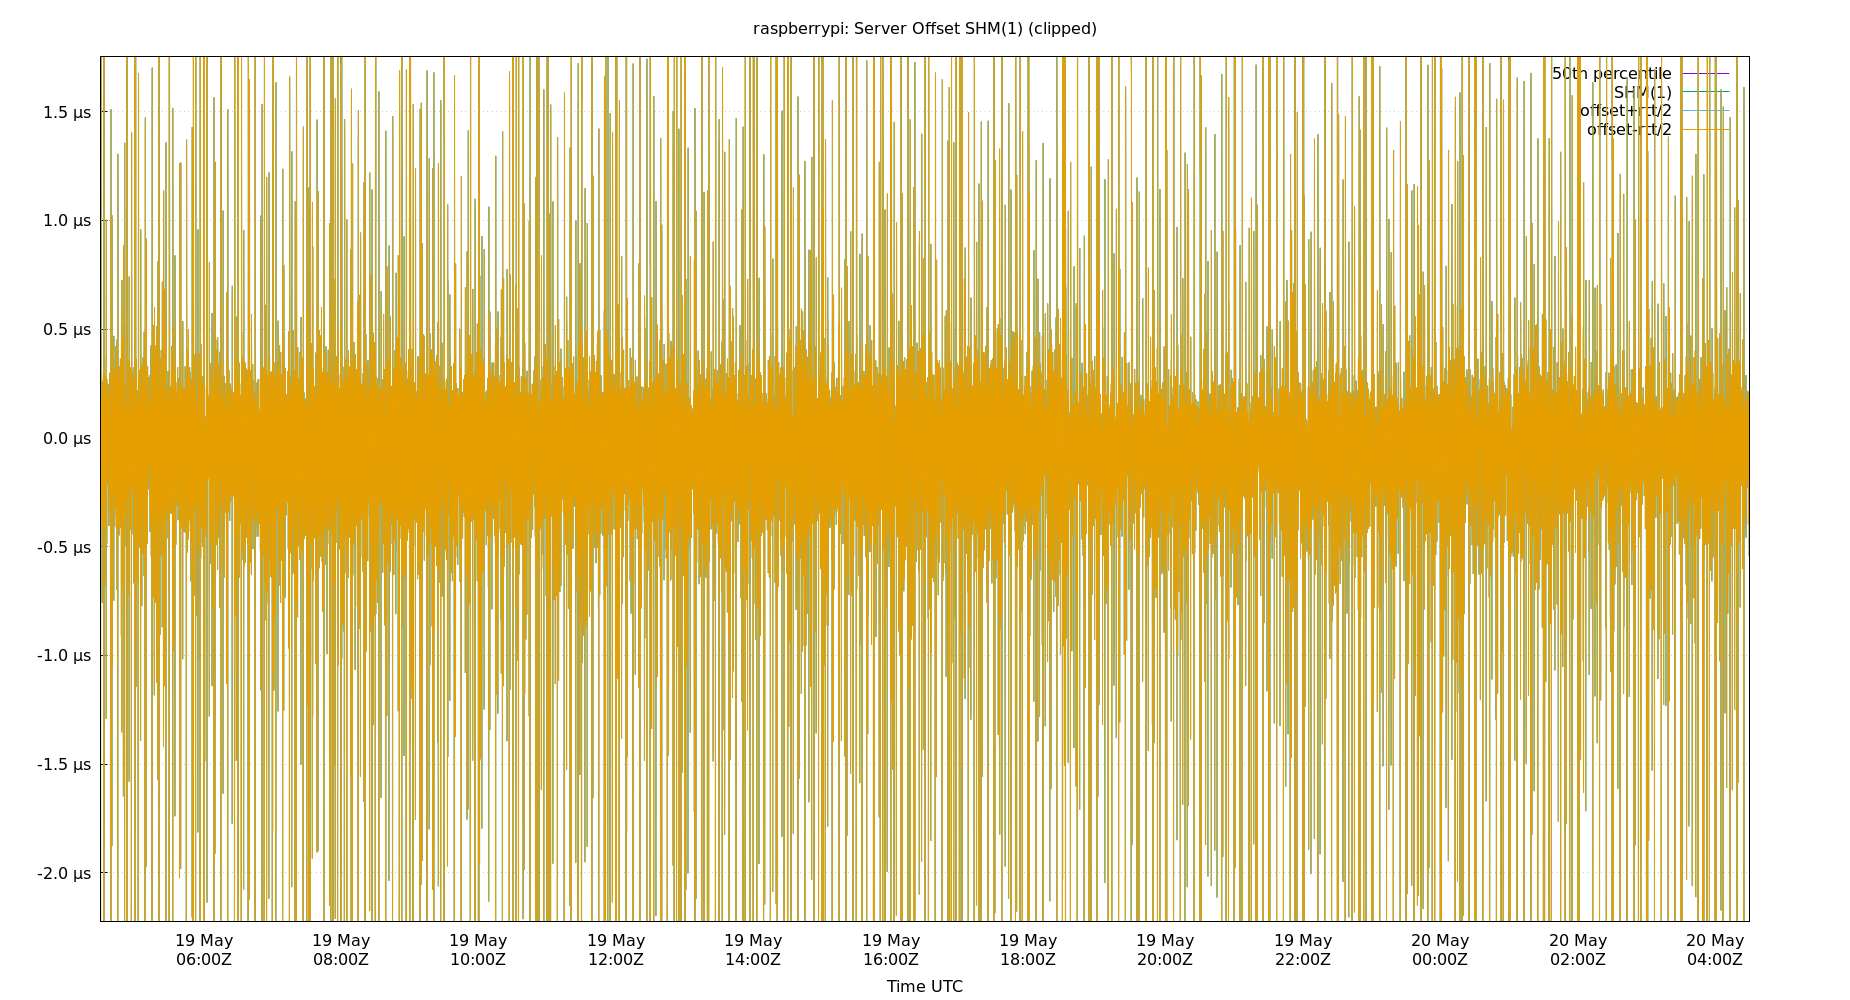 raspberrypi: Server Offset SHM(1) (clipped)
50th percentile
SHM(1)
offset+rtt/2
offset-rtt/2
1.5 µs
1.0 µs
0.5 µs
0.0 µs
-0.5 µs
-1.0 µs
-1.5 µs
-2.0 µs
19 May 19 May 19 May 19 May 19 May 19 May 19 May 19 May 19 May 20 May 20 May 20 May
06:00Z 08:00Z 10:00Z 12:00Z 14:00Z 16:00Z 18:00Z 20:00Z 22:00Z 00:00Z 02:00Z 04:00Z
Time UTC